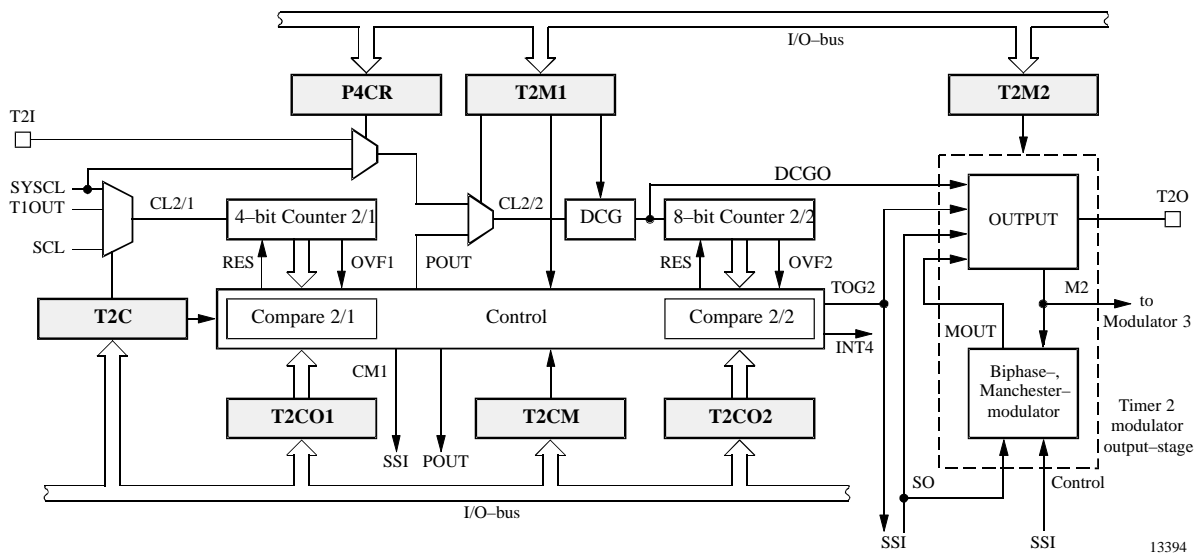 I/O–bus
P4CR
T2M1
T2M2
T2I
SYSCL
T1OUT
SCL
CL2/1
4–bit Counter 2/1
CL2/2
DCG
8–bit Counter 2/2
DCGO
OUTPUT
T2O
RES
OVF1
POUT
RES
OVF2
TOG2
M2
to
Modulator 3
T2C
Compare 2/1
Control
Compare 2/2
INT4
MOUT
CM1
Biphase–,
Manchester–
modulator
Timer 2
modulator
output–stage
T2CO1
T2CM
T2CO2
SSI
POUT
SO
Control
I/O–bus
SSI
SSI
13394